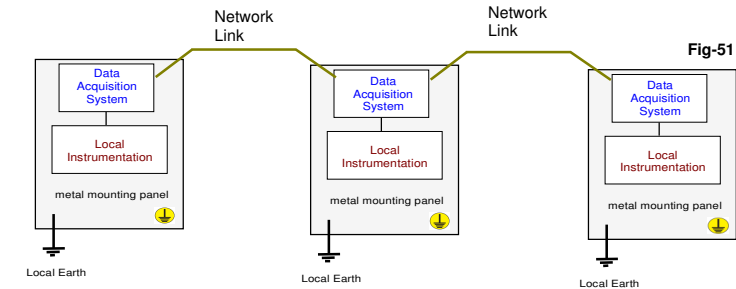 Network
Link
Network
Link
Fig-51
Data
Acquisition
System
Local
Instrumentation
metal mounting panel
Local Earth
Data
Acquisition
System
Local
Instrumentation
metal mounting panel
Local Earth
Data
Acquisition
System
Local
Instrumentation
metal mounting panel
Local Earth